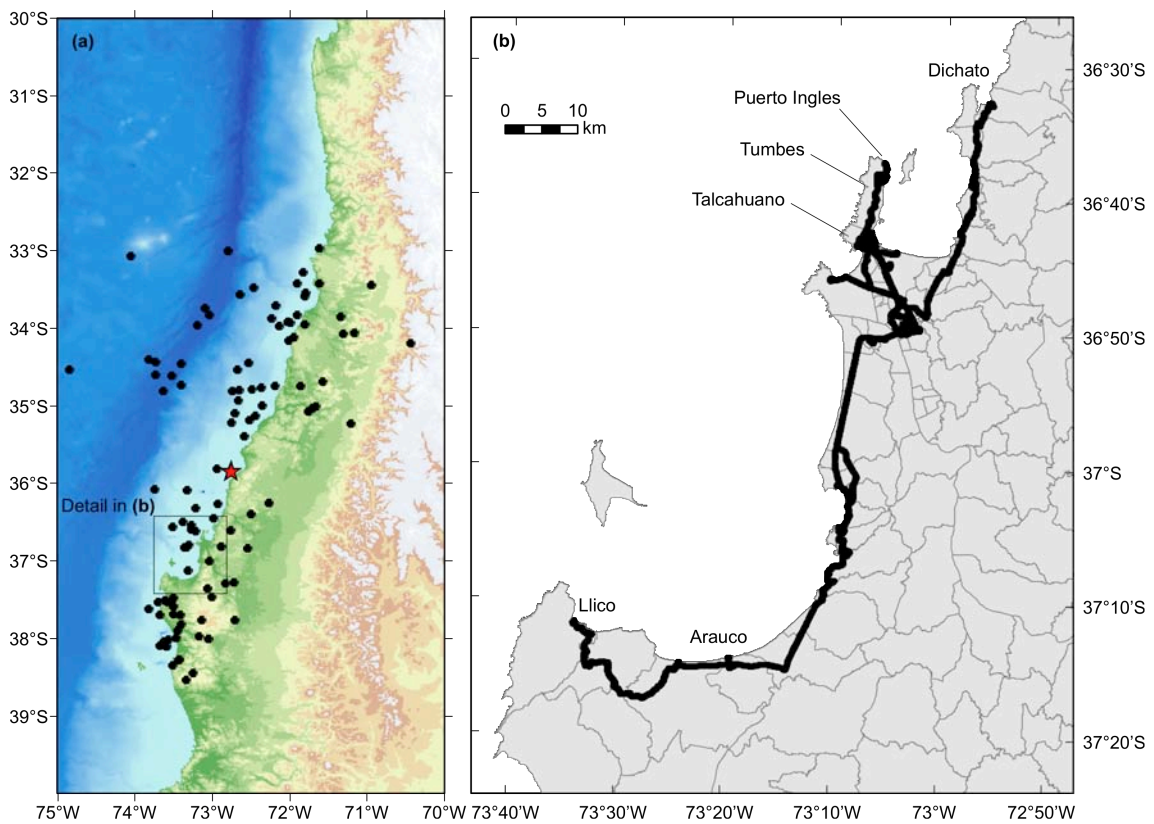 (a)
30°S
31°S
32°S
33°S
34°S
35°S
36°S
37°S
38°S
39°S
Detail in (b)
75°W
74°W
73°W
72°W
71°W
70°W
(b)
Dichato
Puerto Ingles
Tumbes
Talcahuano
0 5 10
km
Llico
Arauco
36°30'S
36°40'S
36°50'S
37°S
37°10'S
37°20'S
73°40'W
73°30'W
73°20'W
73°10'W
73°W
72°50'W